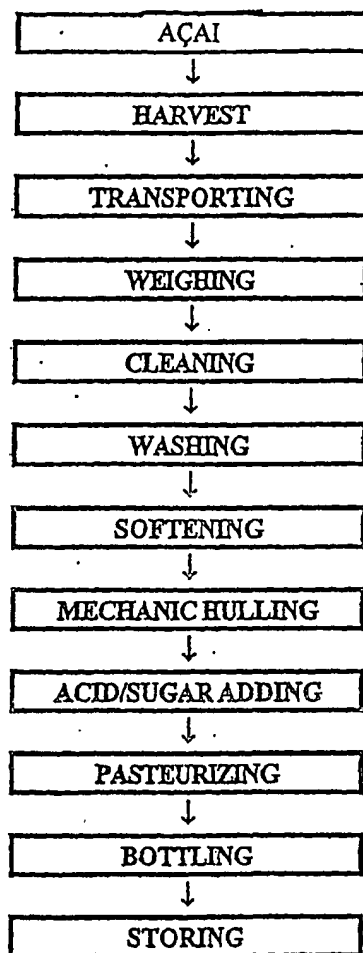 AÇAI
↓
HARVEST
↓
TRANSPORTING
↓
WEIGHING
↓
CLEANING
↓
WASHING
↓
SOFTENING
↓
MECHANIC HULLING
↓
ACID/SUGAR ADDING
↓
PASTEURIZING
↓
BOTTLING
↓
STORING